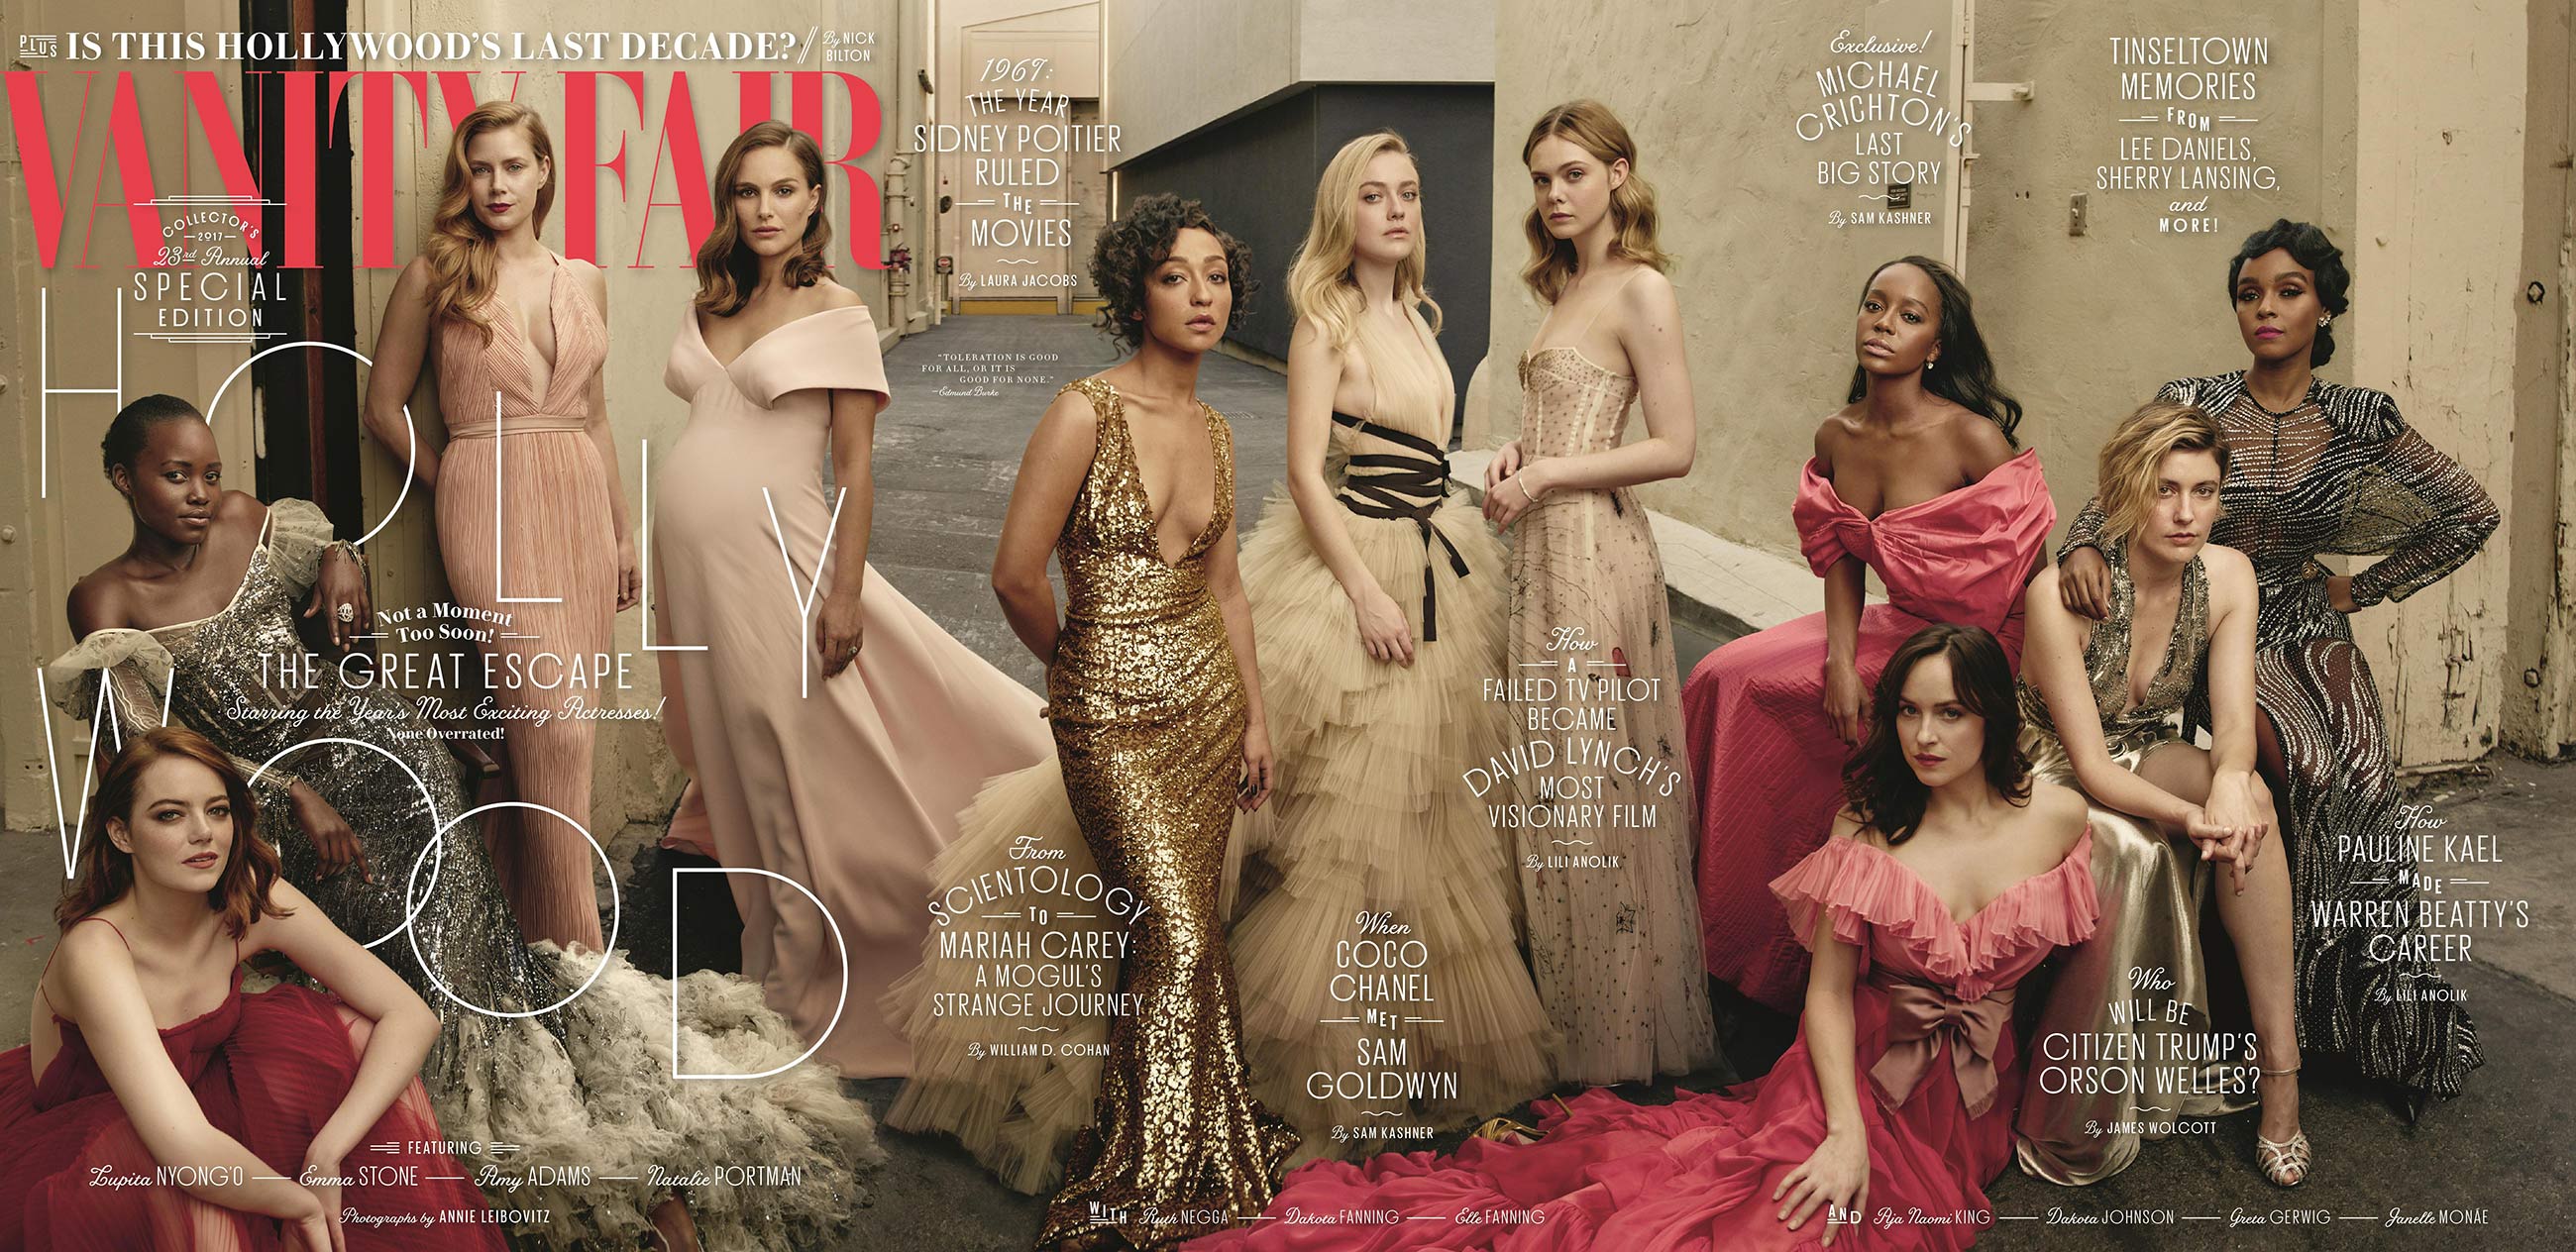 PLUS IS THIS HOLLYWOOD'S LAST DECADE? // By NICK BILTON
VANITY FAIR
COLLECTOR'S
2017
23rd Annual
SPECIAL
EDITION
HOLLY
WOOD
Not a Moment
Too Soon!
THE GREAT ESCAPE
Starring the Year's Most Exciting Actresses!
None Overrated!
FEATURING
Lupita NYONG'O — Emma STONE — Amy ADAMS — Natalie PORTMAN
Photographs by ANNIE LEIBOVITZ
1967:
THE YEAR
SIDNEY POITIER
RULED
THE
MOVIES
By LAURA JACOBS
"TOLERATION IS GOOD
FOR ALL, OR IT IS
GOOD FOR NONE."
—Edmund Burke
From
SCIENTOLOGY
TO
MARIAH CAREY:
A MOGUL'S
STRANGE JOURNEY
By WILLIAM D. COHAN
When
COCO
CHANEL
MET
SAM
GOLDWYN
By SAM KASHNER
How
A
FAILED TV PILOT
BECAME
DAVID LYNCH'S
MOST
VISIONARY FILM
By LILI ANOLIK
WITH Ruth NEGGA — Dakota FANNING — Elle FANNING
Exclusive!
MICHAEL
CRICHTON'S
LAST
BIG STORY
By SAM KASHNER
TINSELTOWN
MEMORIES
FROM
LEE DANIELS,
SHERRY LANSING,
and
MORE!
How
PAULINE KAEL
MADE
WARREN BEATTY'S
CAREER
By LILI ANOLIK
Who
WILL BE
CITIZEN TRUMP'S
ORSON WELLES?
By JAMES WOLCOTT
AND Aja Naomi KING — Dakota JOHNSON — Greta GERWIG — Janelle MONÁE